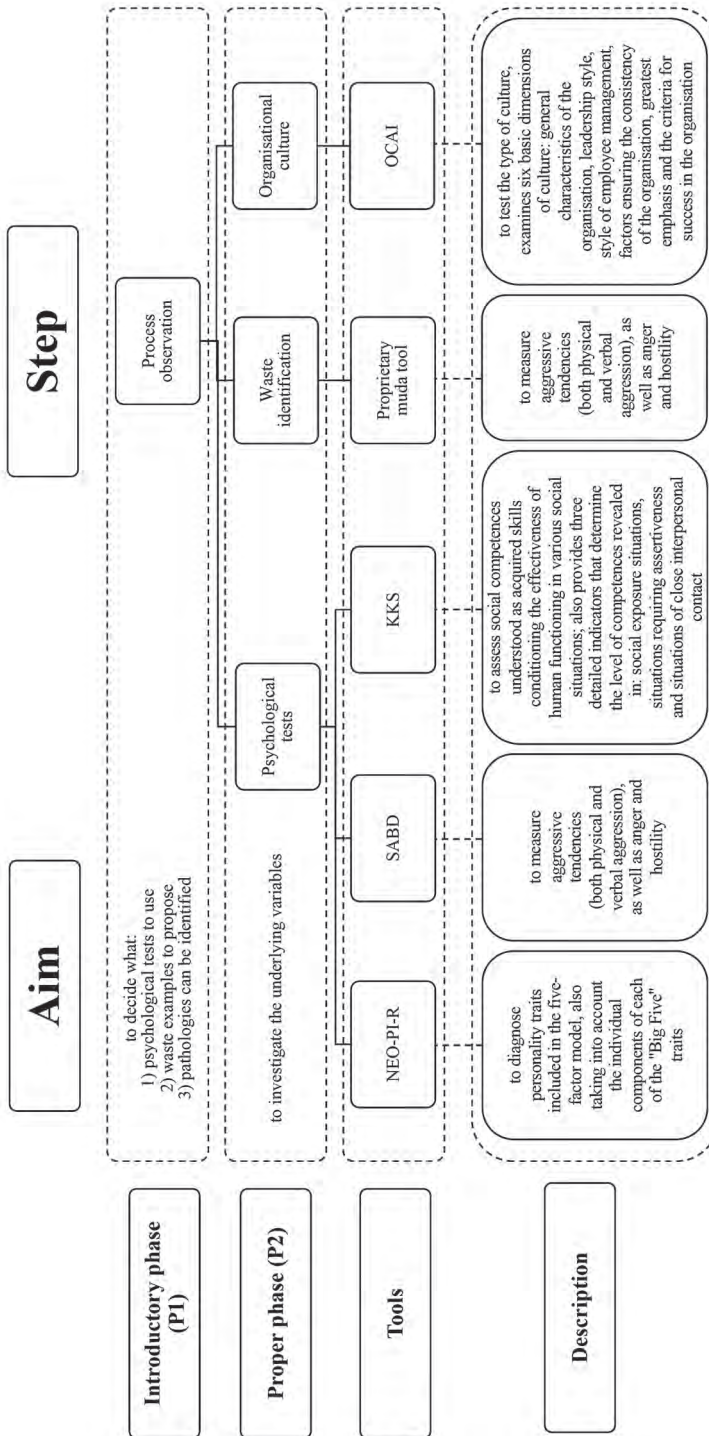 Aim
Step
Introductory phase
(P1)
to decide what:
1) psychological tests to use
2) waste examples to propose
3) pathologies can be identified
Process
observation
Proper phase (P2)
to investigate the underlying variables
Psychological
tests
Waste
identification
Organisational
culture
Tools
NEO-PI-R
SABD
KKS
Proprietary
muda tool
OCAI
Description
to diagnose
personality traits
included in the five-
factor model, also
taking into account
the individual
components of each
of the "Big Five"
traits
to measure
aggressive
tendencies
(both physical and
verbal aggression),
as well as anger and
hostility
to assess social competences
understood as acquired skills
conditioning the effectiveness of
human functioning in various social
situations; also provides three
detailed indicators that determine
the level of competences revealed
in: social exposure situations,
situations requiring assertiveness
and situations of close interpersonal
contact
to measure
aggressive
tendencies
(both physical
and verbal
aggression), as
well as anger
and hostility
to test the type of culture,
examines six basic dimensions
of culture: general
characteristics of the
organisation, leadership style,
style of employee management,
factors ensuring the consistency
of the organisation, greatest
emphasis and the criteria for
success in the organisation